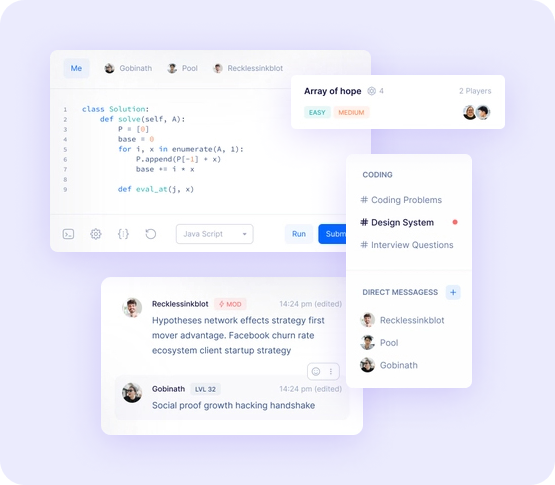 Me
Gobinath
Pool
Recklessinkblot
1 class Solution:
2 def solve(self, A):
3 P = [0]
4 base = 0
5 for i, x in enumerate(A, 1):
6 P.append(P[-1] + x)
7 base += i * x
8
9 def eval_at(j, x)
{:}
Java Script
Run
Subm
Array of hope
4
2 Players
EASY
MEDIUM
CODING
# Coding Problems
# Design System
# Interview Questions
DIRECT MESSAGESS
+
Recklessinkblot
Pool
Gobinath
Recklessinkblot MOD 14:24 pm (edited)
Hypotheses network effects strategy first
mover advantage. Facebook churn rate
ecosystem client startup strategy
Gobinath LVL 32 14:24 pm (edited)
Social proof growth hacking handshake